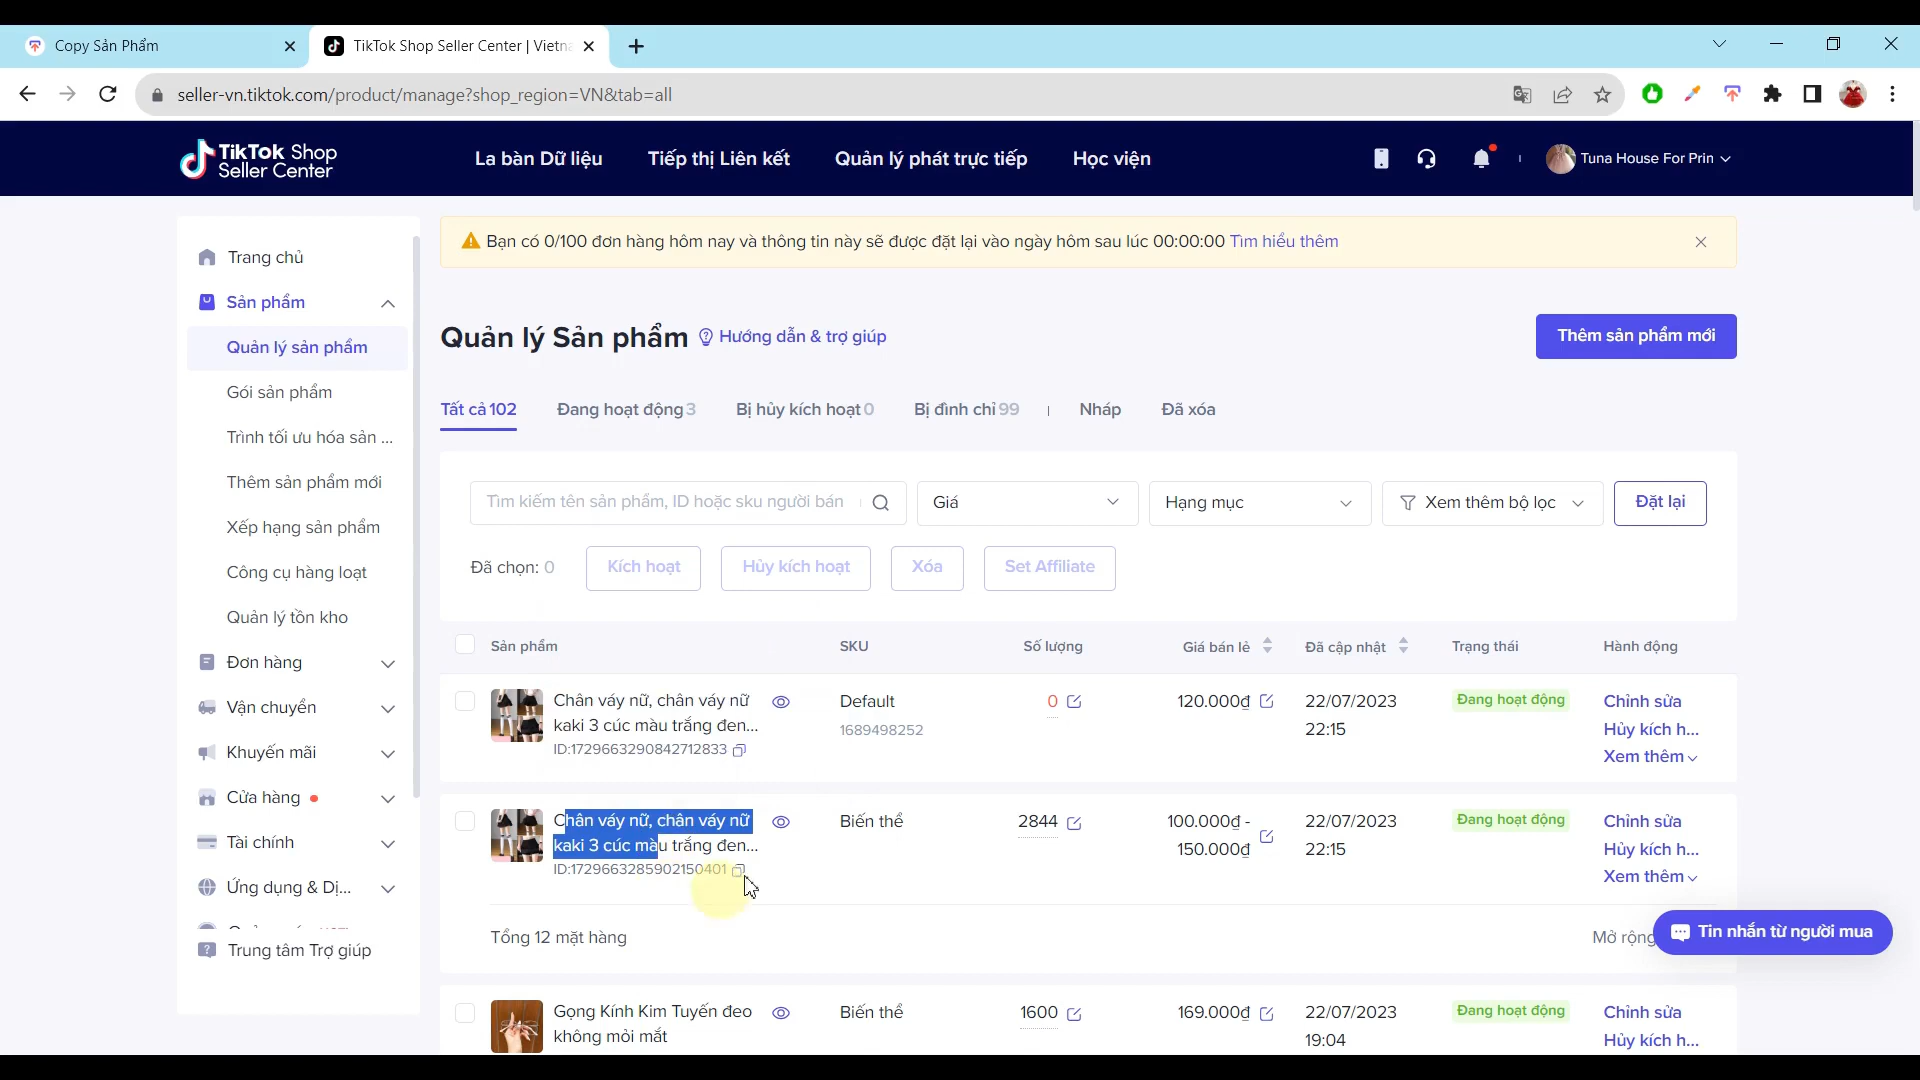 Copy Sản Phẩm
TikTok Shop Seller Center | Vietna
seller-vn.tiktok.com/product/manage?shop_region=VN&tab=all
TikTok Shop
Seller Center
La bàn Dữ liệu
Tiếp thị Liên kết
Quản lý phát trực tiếp
Học viện
Tuna House For Prin
Bạn có 0/100 đơn hàng hôm nay và thông tin này sẽ được đặt lại vào ngày hôm sau lúc 00:00:00 Tìm hiểu thêm
Trang chủ
Sản phẩm
Quản lý sản phẩm
Gói sản phẩm
Trình tối ưu hóa sản ...
Thêm sản phẩm mới
Xếp hạng sản phẩm
Công cụ hàng loạt
Quản lý tồn kho
Đơn hàng
Vận chuyển
Khuyến mãi
Cửa hàng
Tài chính
Ứng dụng & Dị...
Trung tâm Trợ giúp
Quản lý Sản phẩm
Hướng dẫn & trợ giúp
Thêm sản phẩm mới
Tất cả 102
Đang hoạt động 3
Bị hủy kích hoạt 0
Bị đình chỉ 99
Nháp
Đã xóa
Tìm kiếm tên sản phẩm, ID hoặc sku người bán
Giá
Hạng mục
Xem thêm bộ lọc
Đặt lại
Đã chọn: 0
Kích hoạt
Hủy kích hoạt
Xóa
Set Affiliate
Sản phẩm
SKU
Số lượng
Giá bán lẻ
Đã cập nhật
Trạng thái
Hành động
Chân váy nữ, chân váy nữ
kaki 3 cúc màu trắng đen...
ID:1729663290842712833
Default
1689498252
0
120.000₫
22/07/2023
22:15
Đang hoạt động
Chỉnh sửa
Hủy kích h...
Xem thêm
Chân váy nữ, chân váy nữ
kaki 3 cúc màu trắng đen...
ID:1729663285902150401
Biến thể
2844
100.000₫ -
150.000₫
22/07/2023
22:15
Đang hoạt động
Chỉnh sửa
Hủy kích h...
Xem thêm
Tổng 12 mặt hàng
Mở rộng
Tin nhắn từ người mua
Gọng Kính Kim Tuyến đeo
không mỏi mắt
Biến thể
1600
169.000₫
22/07/2023
19:04
Đang hoạt động
Chỉnh sửa
Hủy kích h...